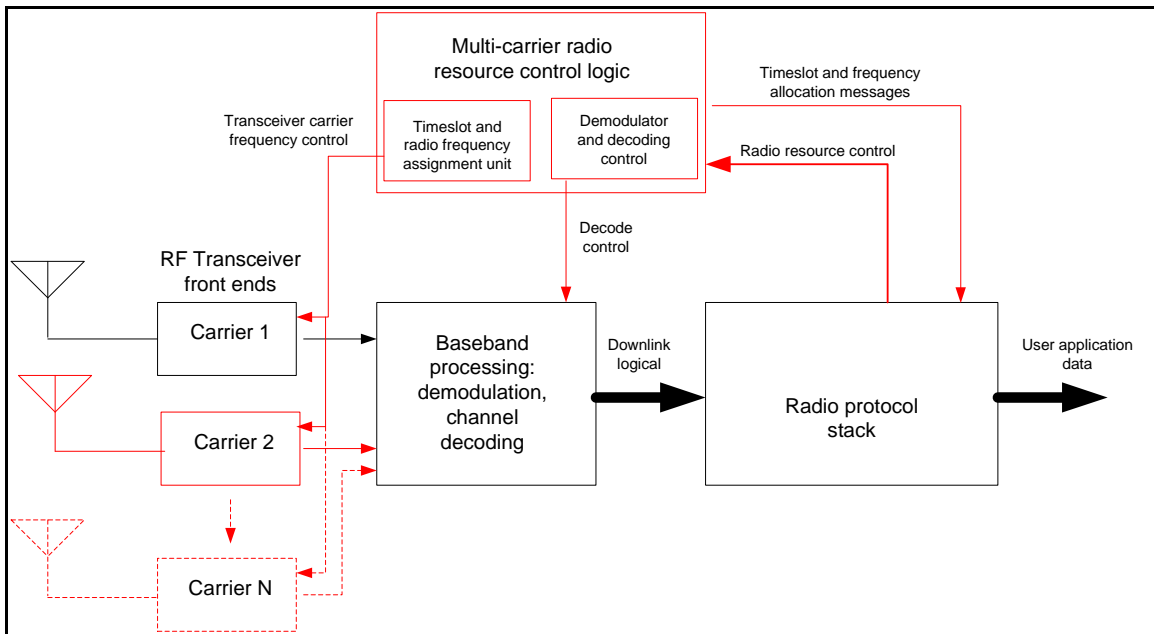 Multi-carrier radio
resource control logic
Timeslot and frequency
allocation messages
Transceiver carrier
frequency control
Timeslot and
radio frequency
assignment unit
Demodulator
and decoding
control
Radio resource control
Decode
control
RF Transceiver
front ends
Carrier 1
Baseband
processing:
demodulation,
channel
decoding
Downlink
logical
User application
data
Radio protocol
stack
Carrier 2
Carrier N